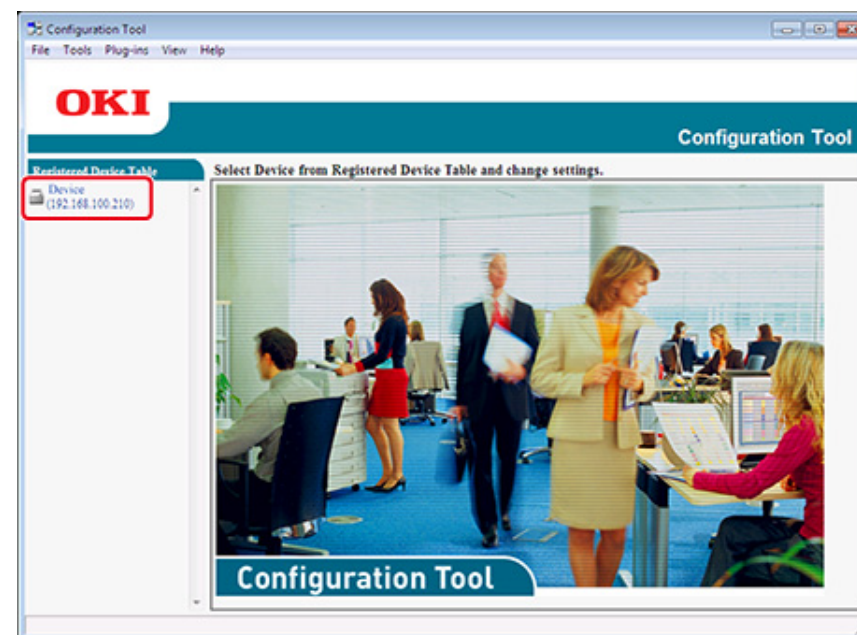 Configuration Tool
File Tools Plug-ins View Help
OKI
Configuration Tool
Registered Device Table
Select Device from Registered Device Table and change settings.
Device
(192.168.100.210)
Configuration Tool